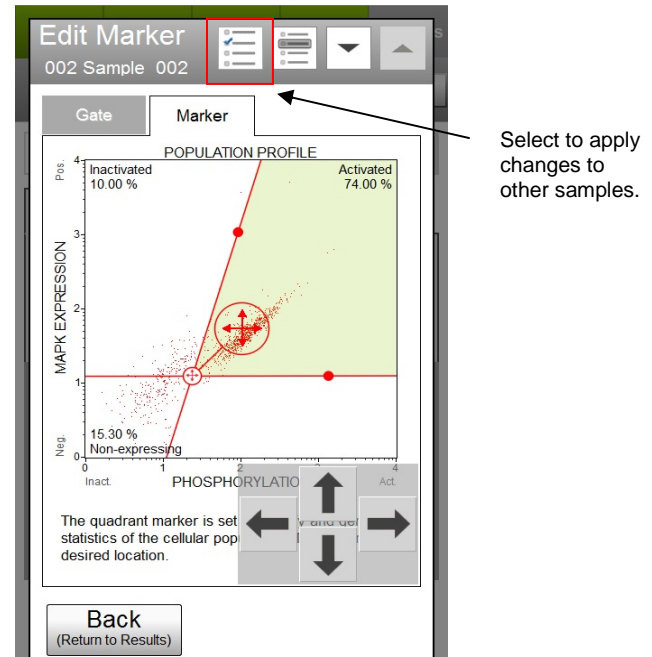 Edit Marker
002 Sample 002
s
Gate
Marker
POPULATION PROFILE
Pos.
4
Inactivated
10.00 %
Activated
74.00 %
3
MAPK EXPRESSION
2
1
15.30 %
Non-expressing
Neg.
0
0 1 2 3 4
Inact.
PHOSPHORYLATIO
Act.
The quadrant marker is set
statistics of the cellular pop
desired location.
Back
(Return to Results)
Select to apply
changes to
other samples.